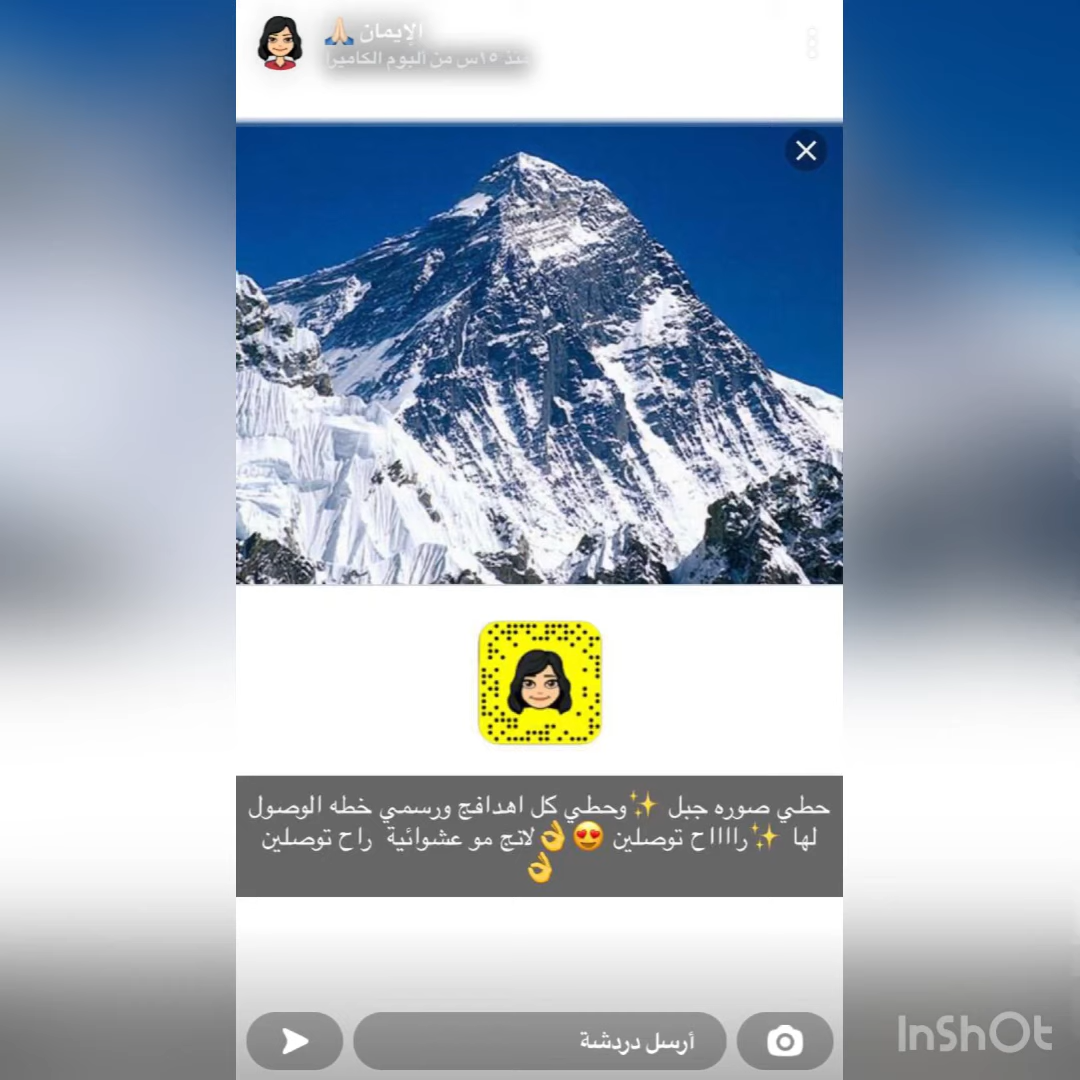 الإيمان 🙏🏻
منذ ١٥س من ألبوم الكاميرا
حطي صوره جبل ✨وحطي كل اهدافج ورسمي خطه الوصول
لها ✨رااااح توصلين 😍👌لانج مو عشوائية راح توصلين
👌
أرسل دردشة
InShOt